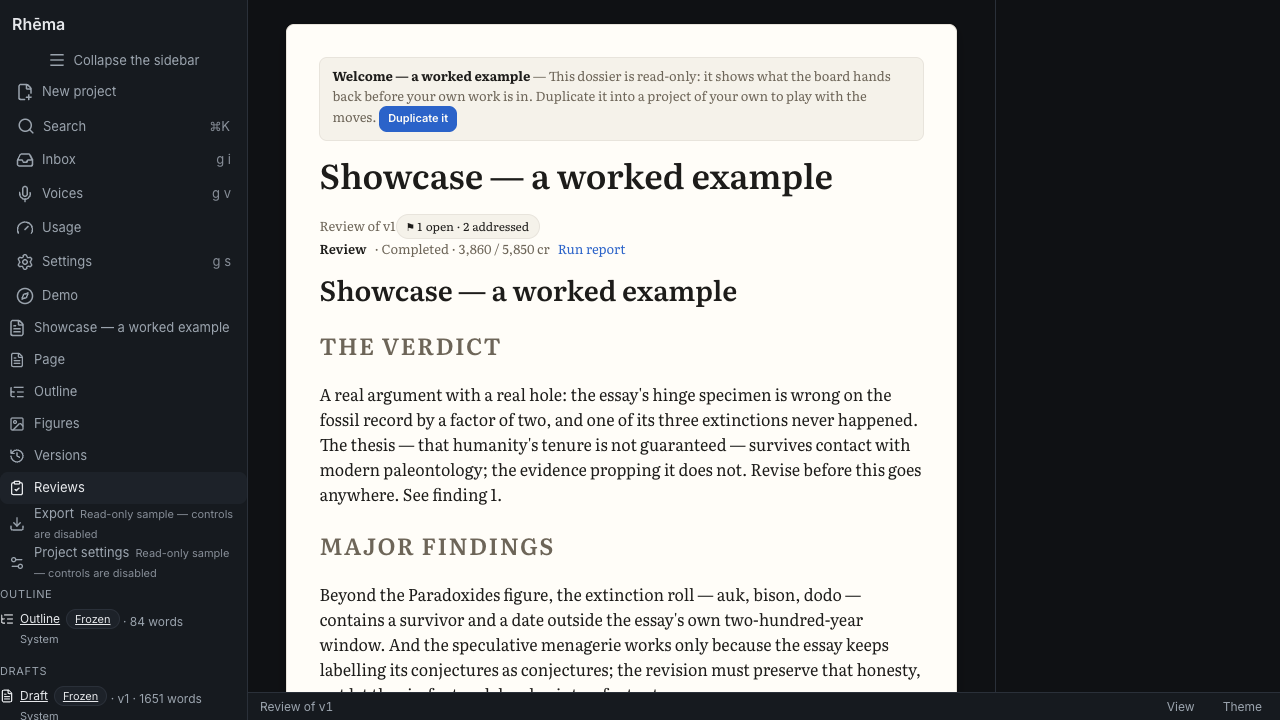 Rhēma
Collapse the sidebar
New project
Search ⌘K
Inbox g i
Voices g v
Usage
Settings g s
Demo
Showcase — a worked example
Page
Outline
Figures
Versions
Reviews
Export Read-only sample — controls
are disabled
Project settings Read-only sample
— controls are disabled
OUTLINE
Outline Frozen · 84 words
System
DRAFTS
Draft Frozen · v1 · 1651 words
System
Welcome — a worked example — This dossier is read-only: it shows what the board hands
back before your own work is in. Duplicate it into a project of your own to play with the
moves. Duplicate it
Showcase — a worked example
Review of v1 ⚑ 1 open · 2 addressed
Review · Completed · 3,860 / 5,850 cr Run report
Showcase — a worked example
THE VERDICT
A real argument with a real hole: the essay's hinge specimen is wrong on the
fossil record by a factor of two, and one of its three extinctions never happened.
The thesis — that humanity's tenure is not guaranteed — survives contact with
modern paleontology; the evidence propping it does not. Revise before this goes
anywhere. See finding 1.
MAJOR FINDINGS
Beyond the Paradoxides figure, the extinction roll — auk, bison, dodo —
contains a survivor and a date outside the essay's own two-hundred-year
window. And the speculative menagerie works only because the essay keeps
labelling its conjectures as conjectures; the revision must preserve that honesty,
Review of v1
View Theme